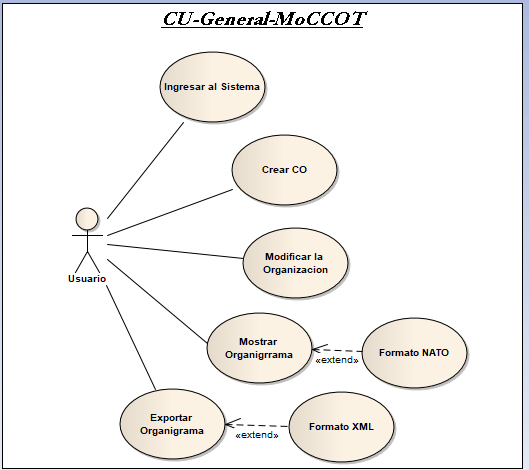 CU-General-MoCCOT
Ingresar al Sistema
Crear CO
Modificar la
Organizacion
Usuario
Mostrar
Organigrrama
«extend»
Formato NATO
Exportar
Organigrama
«extend»
Formato XML